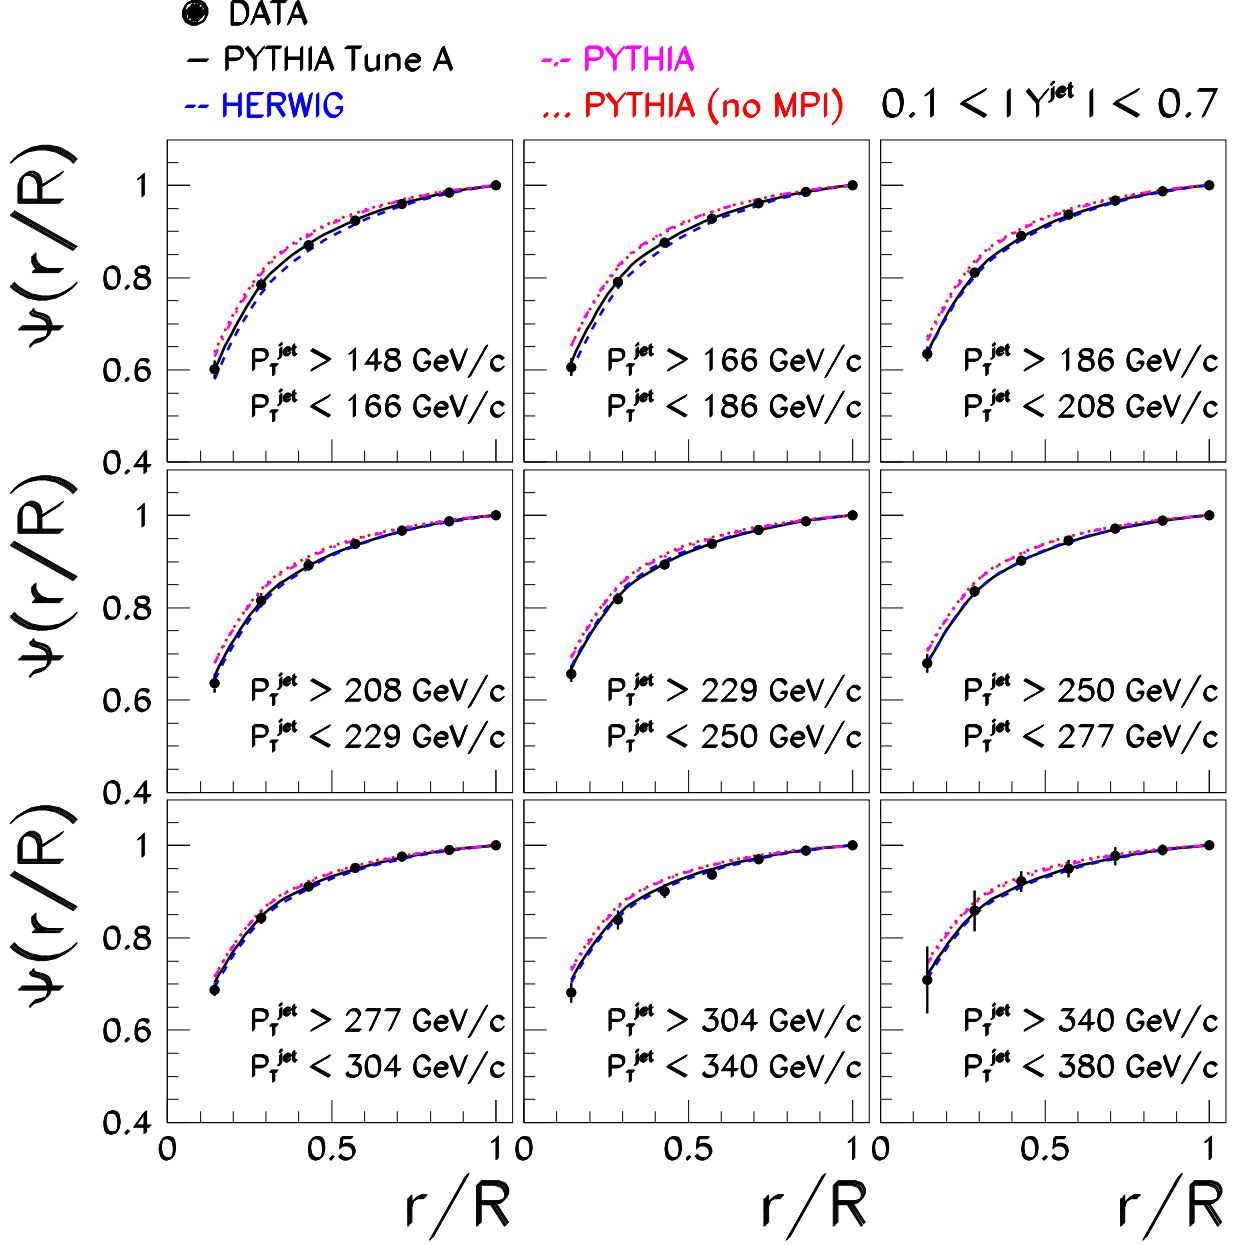 ● DATA
— PYTHIA Tune A -·- PYTHIA
-- HERWIG ... PYTHIA (no MPI) 0.1 < | Y^jet | < 0.7
Ψ(r/R)
1
0.8
0.6
0.4
P_T^jet > 148 GeV/c
P_T^jet < 166 GeV/c
P_T^jet > 166 GeV/c
P_T^jet < 186 GeV/c
P_T^jet > 186 GeV/c
P_T^jet < 208 GeV/c
Ψ(r/R)
1
0.8
0.6
0.4
P_T^jet > 208 GeV/c
P_T^jet < 229 GeV/c
P_T^jet > 229 GeV/c
P_T^jet < 250 GeV/c
P_T^jet > 250 GeV/c
P_T^jet < 277 GeV/c
Ψ(r/R)
1
0.8
0.6
0.4
P_T^jet > 277 GeV/c
P_T^jet < 304 GeV/c
P_T^jet > 304 GeV/c
P_T^jet < 340 GeV/c
P_T^jet > 340 GeV/c
P_T^jet < 380 GeV/c
0 0.5 1 0 0.5 1 0 0.5 1
r/R r/R r/R